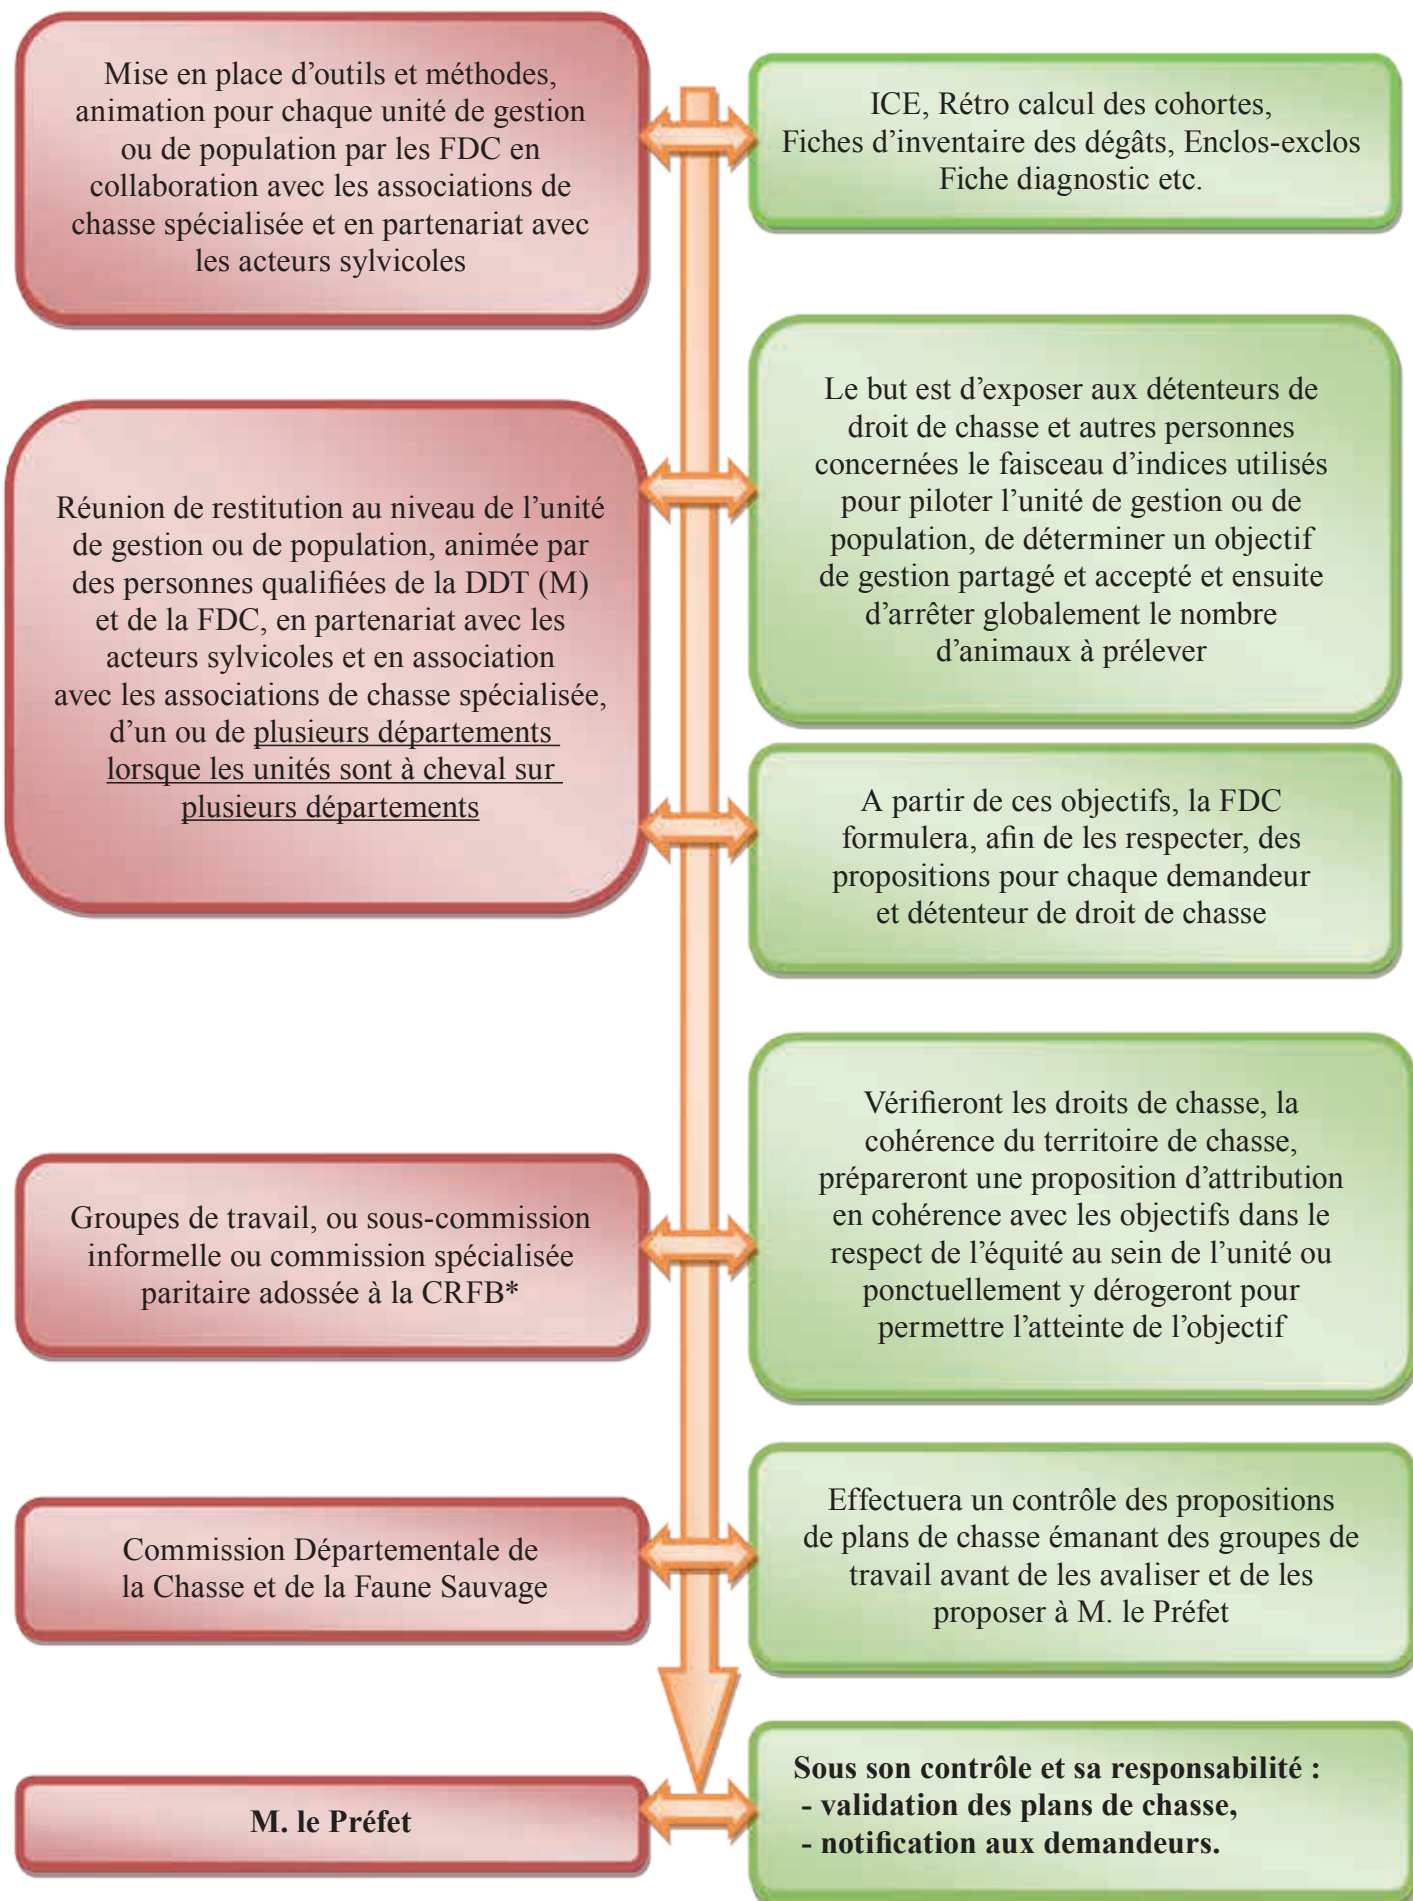 Mise en place d’outils et méthodes,
animation pour chaque unité de gestion
ou de population par les FDC en
collaboration avec les associations de
chasse spécialisée et en partenariat avec
les acteurs sylvicoles
ICE, Rétro calcul des cohortes,
Fiches d’inventaire des dégâts, Enclos-exclos
Fiche diagnostic etc.
Réunion de restitution au niveau de l’unité
de gestion ou de population, animée par
des personnes qualifiées de la DDT (M)
et de la FDC, en partenariat avec les
acteurs sylvicoles et en association
avec les associations de chasse spécialisée,
d’un ou de plusieurs départements
lorsque les unités sont à cheval sur
plusieurs départements
Le but est d’exposer aux détenteurs de
droit de chasse et autres personnes
concernées le faisceau d’indices utilisés
pour piloter l’unité de gestion ou de
population, de déterminer un objectif
de gestion partagé et accepté et ensuite
d’arrêter globalement le nombre
d’animaux à prélever
A partir de ces objectifs, la FDC
formulera, afin de les respecter, des
propositions pour chaque demandeur
et détenteur de droit de chasse
Groupes de travail, ou sous-commission
informelle ou commission spécialisée
paritaire adossée à la CRFB*
Vérifieront les droits de chasse, la
cohérence du territoire de chasse,
prépareront une proposition d’attribution
en cohérence avec les objectifs dans le
respect de l’équité au sein de l’unité ou
ponctuellement y dérogeront pour
permettre l’atteinte de l’objectif
Commission Départementale de
la Chasse et de la Faune Sauvage
Effectuera un contrôle des propositions
de plans de chasse émanant des groupes de
travail avant de les avaliser et de les
proposer à M. le Préfet
M. le Préfet
Sous son contrôle et sa responsabilité :
- validation des plans de chasse,
- notification aux demandeurs.